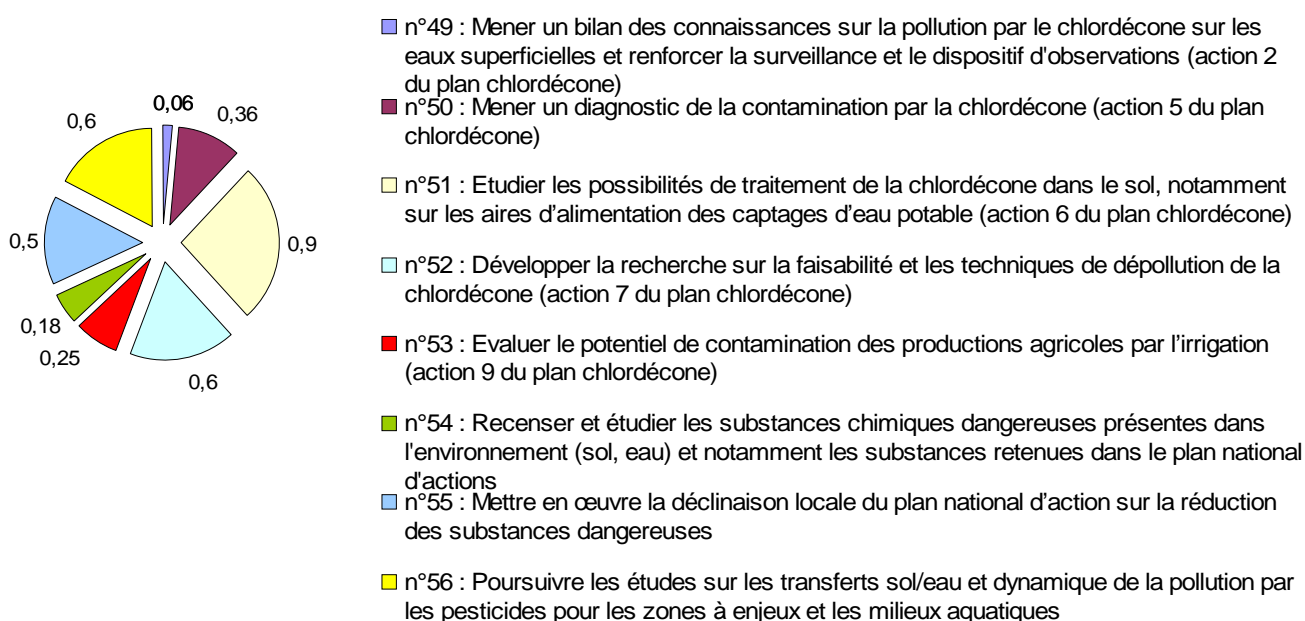 0,06
0,36
0,6
0,9
0,5
0,18
0,25
0,6
n°49 : Mener un bilan des connaissances sur la pollution par le chlordécone sur les
eaux superficielles et renforcer la surveillance et le dispositif d'observations (action 2
du plan chlordécone)
n°50 : Mener un diagnostic de la contamination par la chlordécone (action 5 du plan
chlordécone)
n°51 : Etudier les possibilités de traitement de la chlordécone dans le sol, notamment
sur les aires d’alimentation des captages d’eau potable (action 6 du plan chlordécone)
n°52 : Développer la recherche sur la faisabilité et les techniques de dépollution de la
chlordécone (action 7 du plan chlordécone)
n°53 : Evaluer le potentiel de contamination des productions agricoles par l’irrigation
(action 9 du plan chlordécone)
n°54 : Recenser et étudier les substances chimiques dangereuses présentes dans
l'environnement (sol, eau) et notamment les substances retenues dans le plan national
d'actions
n°55 : Mettre en œuvre la déclinaison locale du plan national d’action sur la réduction
des substances dangereuses
n°56 : Poursuivre les études sur les transferts sol/eau et dynamique de la pollution par
les pesticides pour les zones à enjeux et les milieux aquatiques